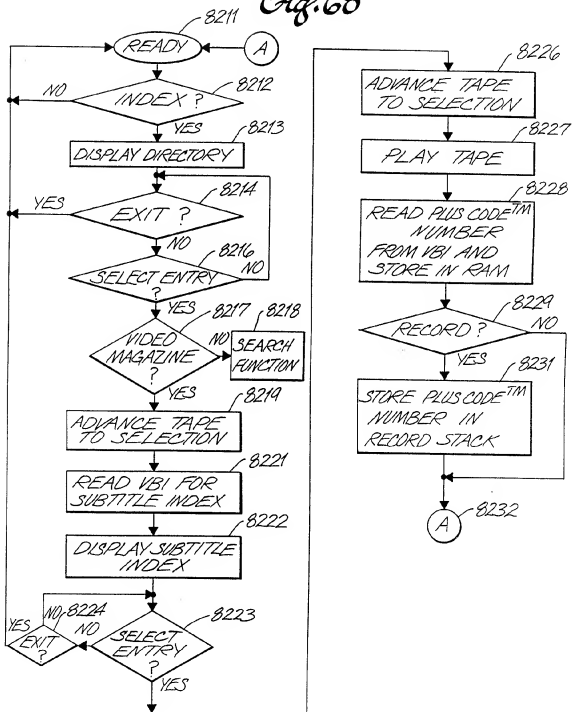 Fig. 60
8211
READY
A
NO
INDEX ?
8212
YES
8213
DISPLAY DIRECTORY
YES
EXIT ?
8214
NO
8216
SELECT ENTRY
?
NO
YES
8217
VIDEO
MAGAZINE
?
NO
8218
SEARCH
FUNCTION
YES
8219
ADVANCE TAPE
TO SELECTION
8221
READ VBI FOR
SUBTITLE INDEX
8222
DISPLAY SUBTITLE
INDEX
8223
SELECT
ENTRY
?
NO
NO
8224
YES
EXIT
?
YES
8226
ADVANCE TAPE
TO SELECTION
8227
PLAY TAPE
8228
READ PLUS CODE™
NUMBER
FROM VBI AND
STORE IN RAM
8229
RECORD ?
NO
YES
8231
STORE PLUS CODE™
NUMBER IN
RECORD STACK
A
8232